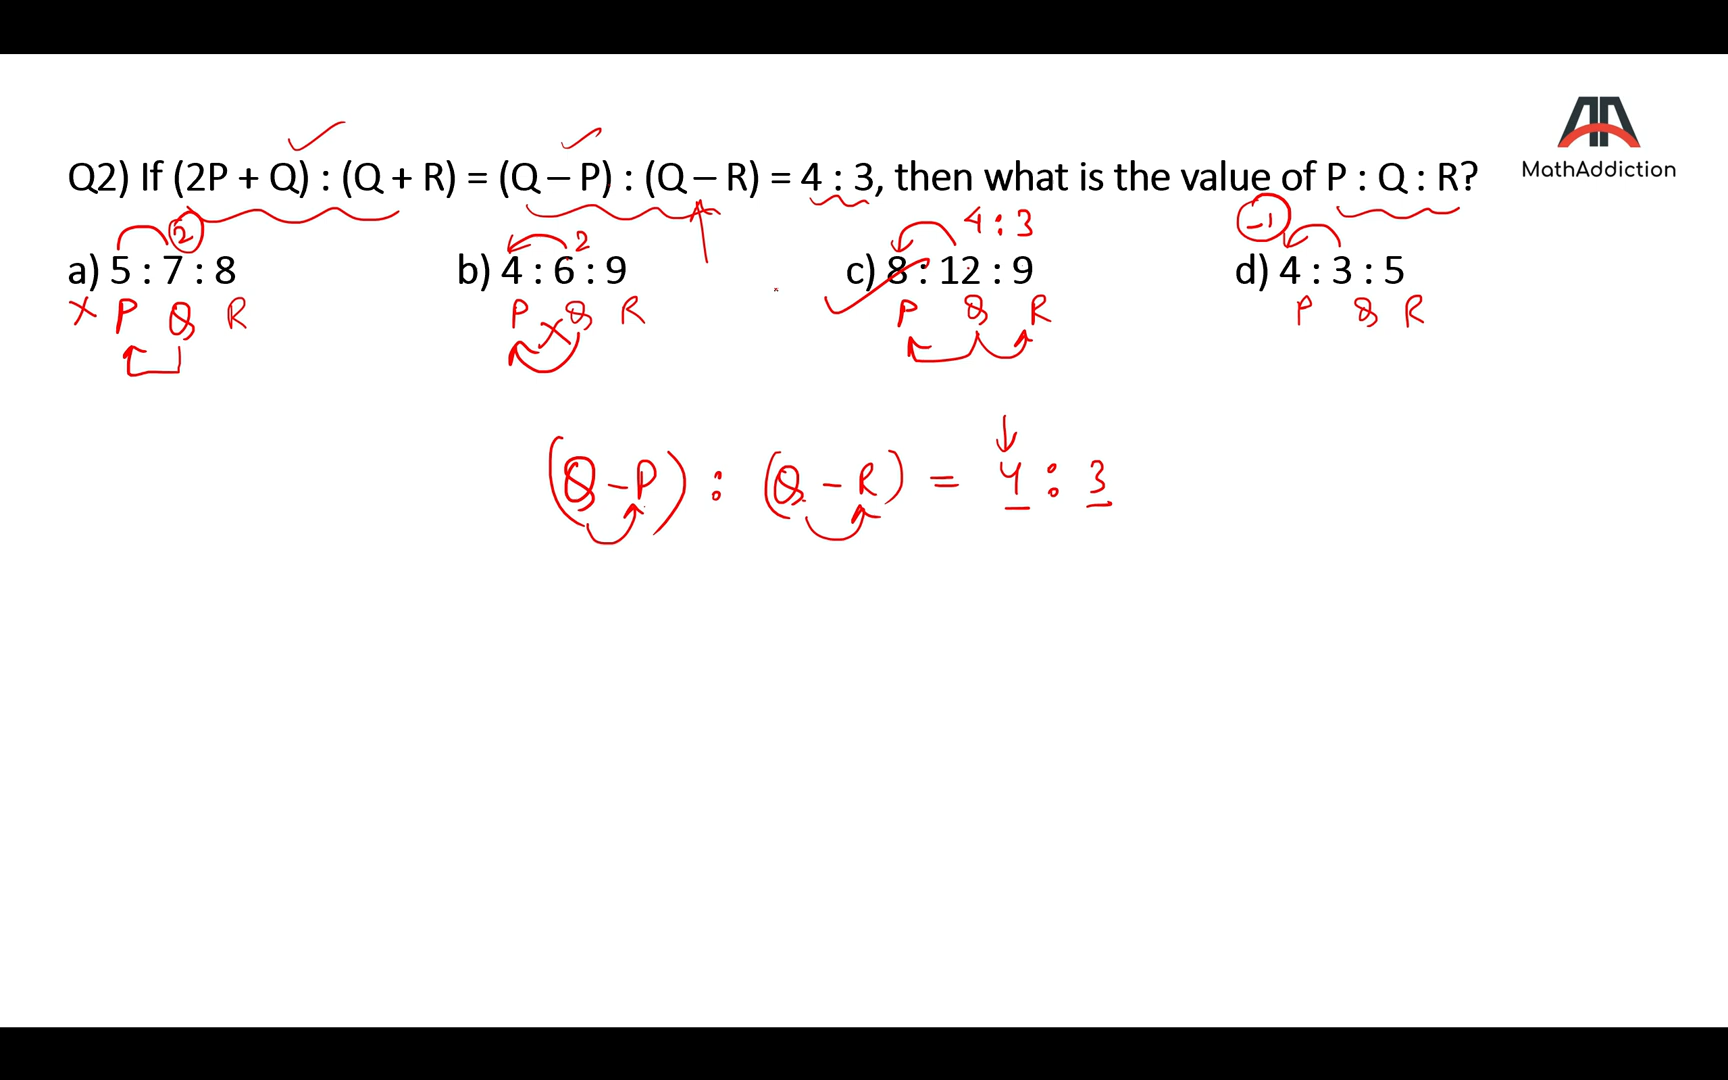 MathAddiction
Q2) If (2P + Q) : (Q + R) = (Q – P) : (Q – R) = 4 : 3, then what is the value of P : Q : R?
2 2 4 : 3 -1
a) 5 : 7 : 8 b) 4 : 6 : 9 c) 8 : 12 : 9 d) 4 : 3 : 5
X P Q R P Q R P Q R P Q R
X
(Q - P) : (Q - R) = 4 : 3